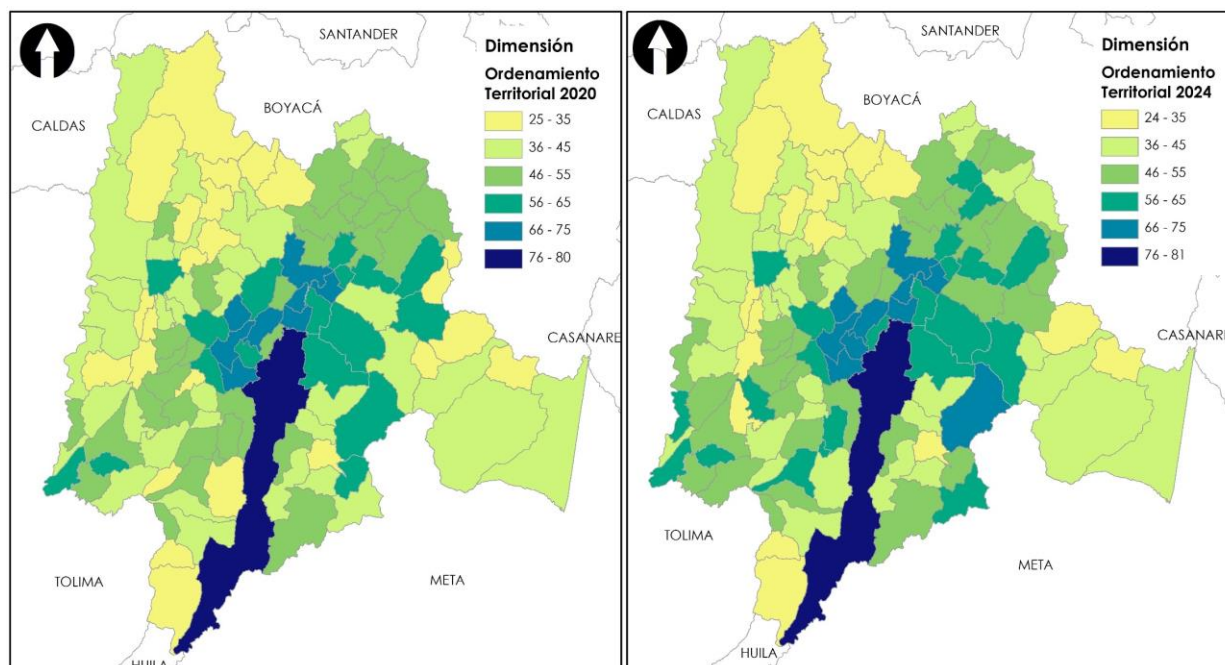 SANTANDER
Dimensión
Ordenamiento
Territorial 2020
25 - 35
36 - 45
46 - 55
56 - 65
66 - 75
76 - 80
BOYACÁ
CALDAS
CASANARE
TOLIMA
META
HUILA
SANTANDER
Dimensión
Ordenamiento
Territorial 2024
24 - 35
36 - 45
46 - 55
56 - 65
66 - 75
76 - 81
BOYACÁ
CALDAS
CASANARE
TOLIMA
META
HUILA